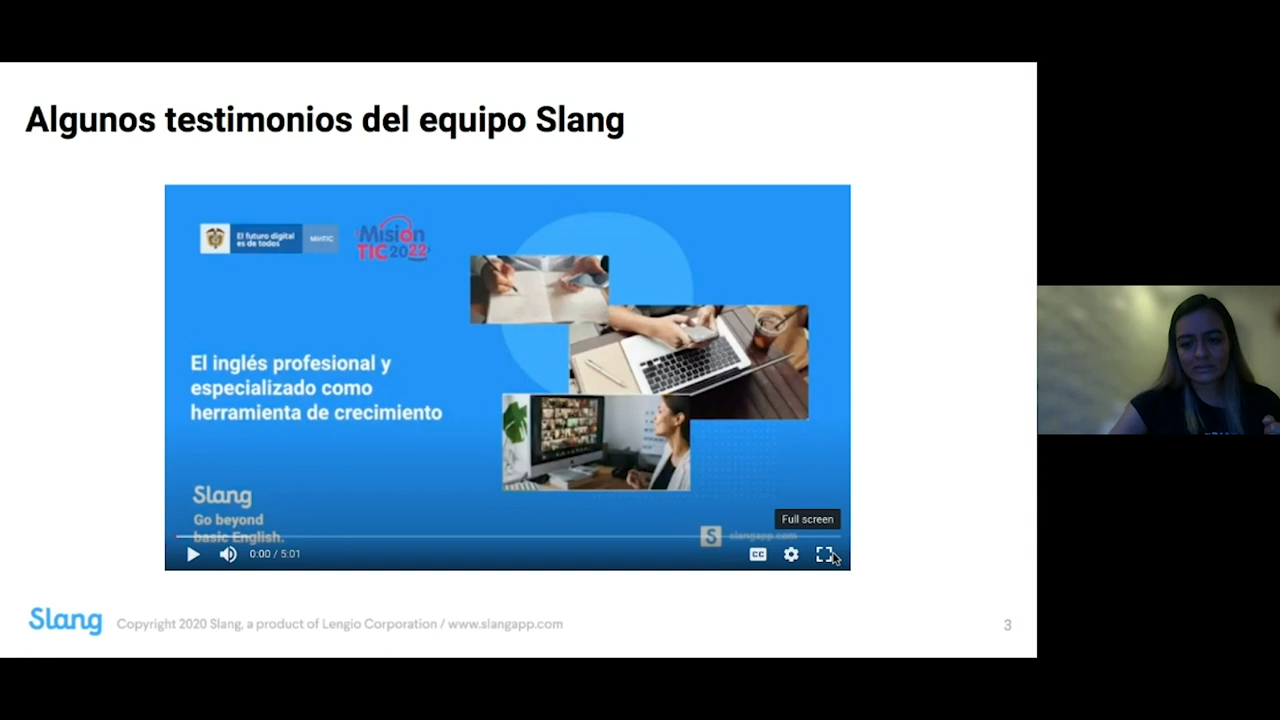 Algunos testimonios del equipo Slang
El futuro digital
es de todos
MinTIC
Misión
TIC 2022
El inglés profesional y
especializado como
herramienta de crecimiento
Slang
Go beyond
basic English.
Full screen
S slangapp.com
0:00 / 5:01
CC
Slang
Copyright 2020 Slang, a product of Lengio Corporation / www.slangapp.com
3